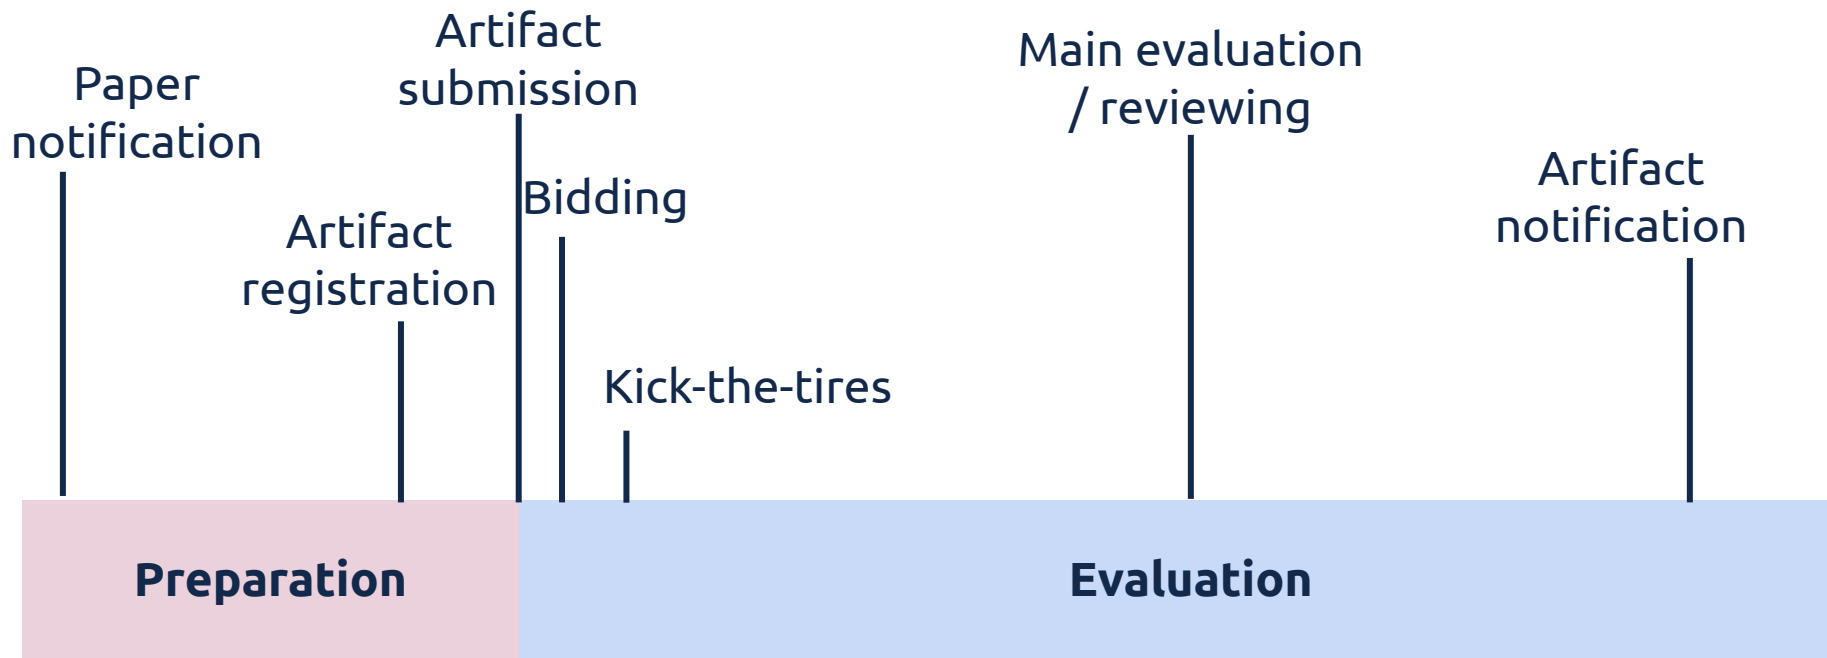 Paper
notification
Artifact
registration
Artifact
submission
Bidding
Kick-the-tires
Main evaluation
/ reviewing
Artifact
notification
Preparation
Evaluation